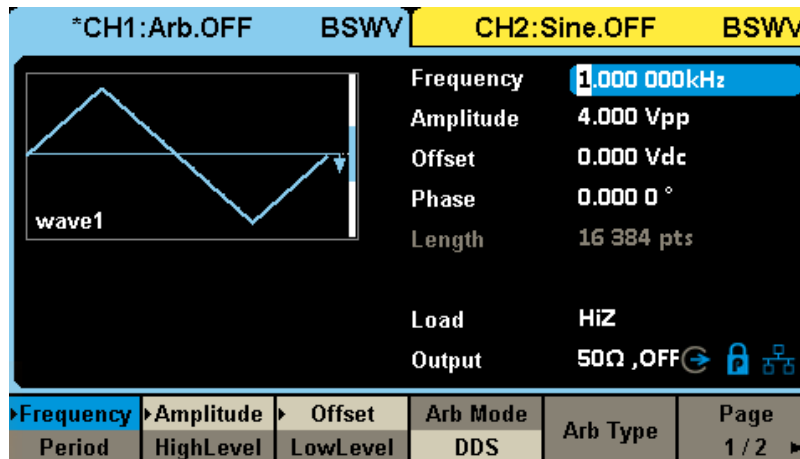 *CH1:Arb.OFF BSWV CH2:Sine.OFF BSWV
Frequency 1.000 000kHz
Amplitude 4.000 Vpp
Offset 0.000 Vdc
Phase 0.000 0 °
wave1
Length 16 384 pts
Load HiZ
Output 50Ω ,OFF P
Frequency Amplitude Offset Arb Mode Arb Type Page
Period HighLevel LowLevel DDS 1/2